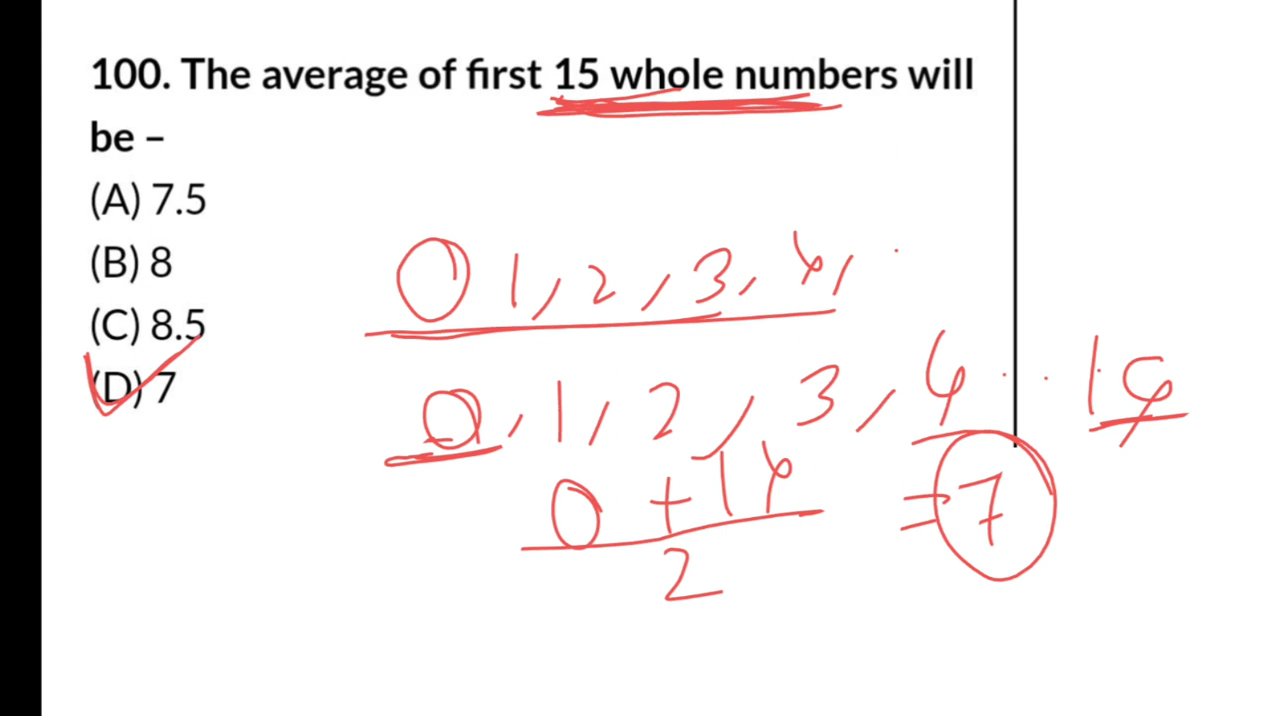 100. The average of first 15 whole numbers will
be –
(A) 7.5
(B) 8
(C) 8.5
(D) 7
0 1, 2, 3, 4, .
0, 1, 2, 3, 4 . . 14
0 + 14
2
= 7